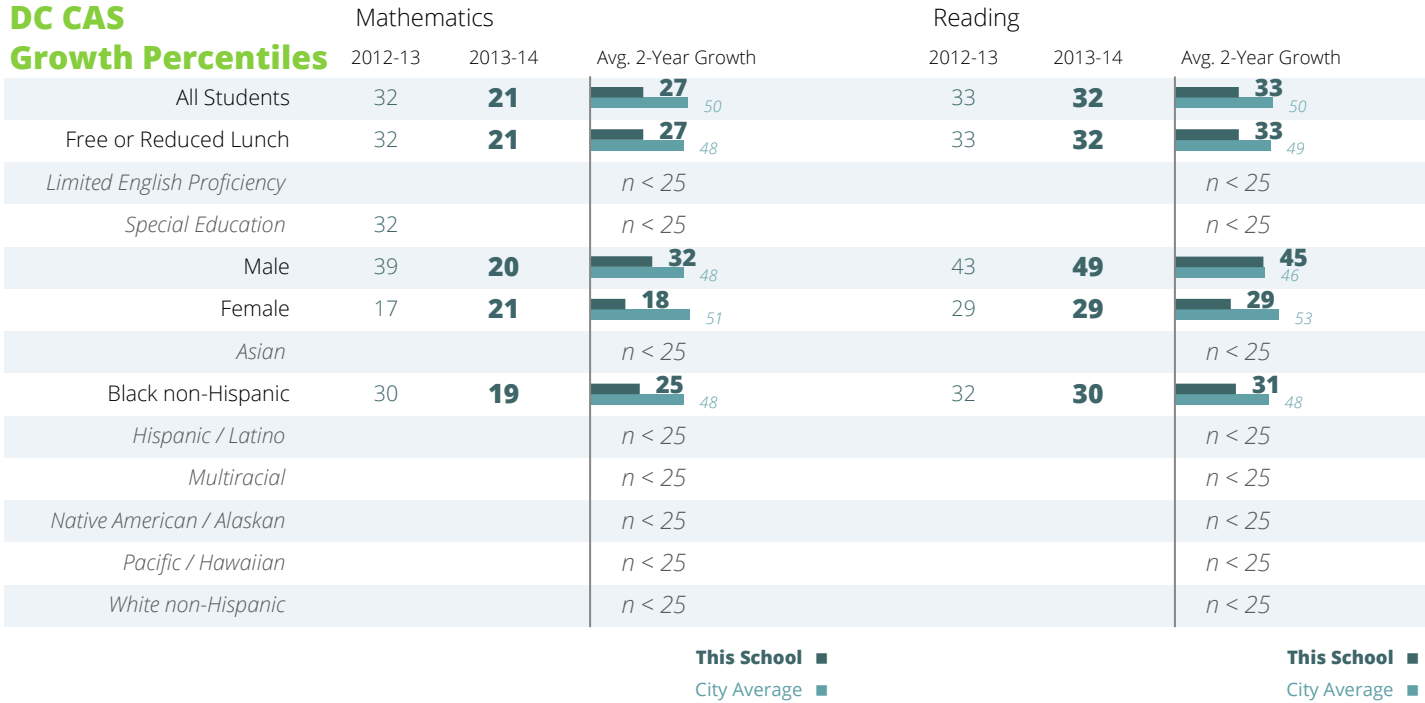 DC CAS Mathematics Reading
Growth Percentiles 2012-13 2013-14 Avg. 2-Year Growth 2012-13 2013-14 Avg. 2-Year Growth
All Students 32 21 27 50 33 32 33 50
Free or Reduced Lunch 32 21 27 48 33 32 33 49
Limited English Proficiency n < 25 n < 25
Special Education 32 n < 25 n < 25
Male 39 20 32 48 43 49 45 46
Female 17 21 18 51 29 29 29 53
Asian n < 25 n < 25
Black non-Hispanic 30 19 25 48 32 30 31 48
Hispanic / Latino n < 25 n < 25
Multiracial n < 25 n < 25
Native American / Alaskan n < 25 n < 25
Pacific / Hawaiian n < 25 n < 25
White non-Hispanic n < 25 n < 25
This School This School
City Average City Average